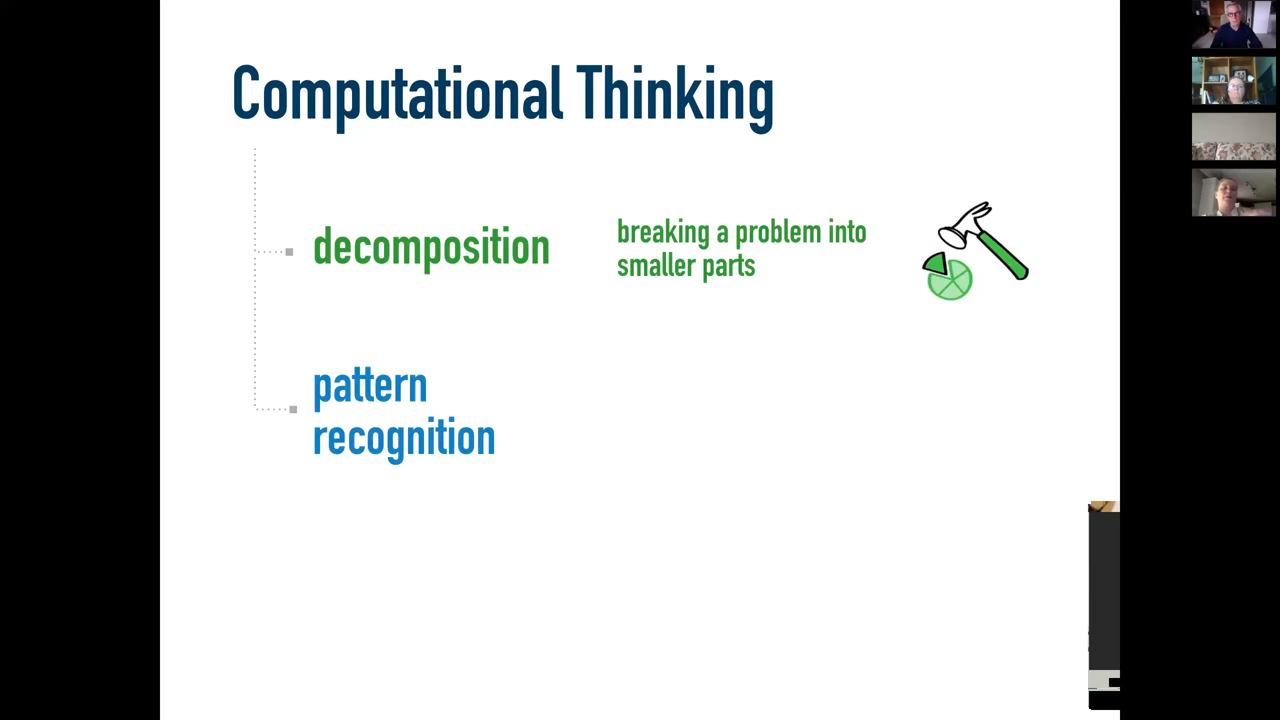 Computational Thinking
decomposition
breaking a problem into
smaller parts
pattern
recognition